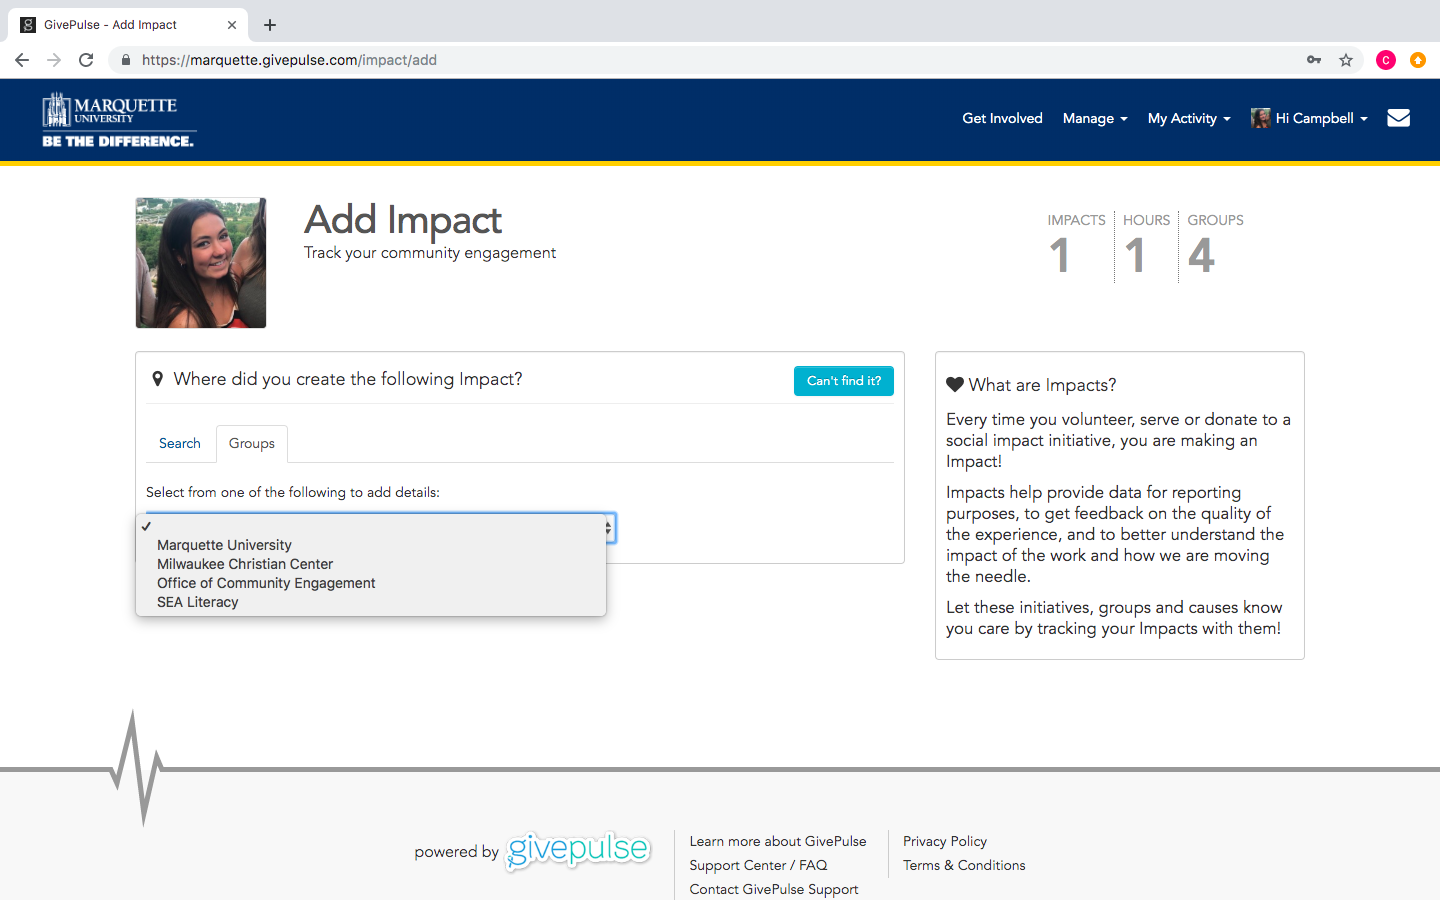 GivePulse - Add Impact
https://marquette.givepulse.com/impact/add
C
MARQUETTE
UNIVERSITY
BE THE DIFFERENCE.
Get Involved
Manage
My Activity
Hi Campbell
Add Impact
Track your community engagement
IMPACTS
1
HOURS
1
GROUPS
4
Where did you create the following Impact?
Can't find it?
Search
Groups
Select from one of the following to add details:
Marquette University
Milwaukee Christian Center
Office of Community Engagement
SEA Literacy
What are Impacts?
Every time you volunteer, serve or donate to a
social impact initiative, you are making an
Impact!
Impacts help provide data for reporting
purposes, to get feedback on the quality of
the experience, and to better understand the
impact of the work and how we are moving
the needle.
Let these initiatives, groups and causes know
you care by tracking your Impacts with them!
powered by givepulse
Learn more about GivePulse
Support Center / FAQ
Contact GivePulse Support
Privacy Policy
Terms & Conditions